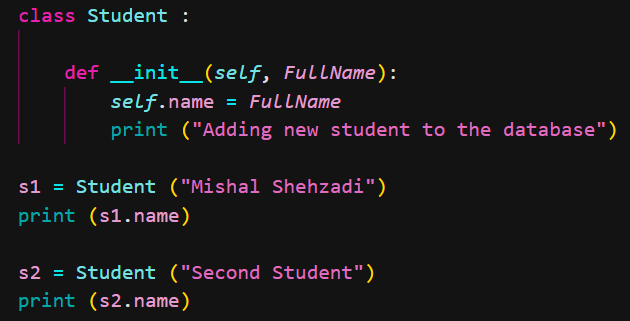 class Student :
    def __init__(self, FullName):
        self.name = FullName
        print ("Adding new student to the database")
s1 = Student ("Mishal Shehzadi")
print (s1.name)
s2 = Student ("Second Student")
print (s2.name)